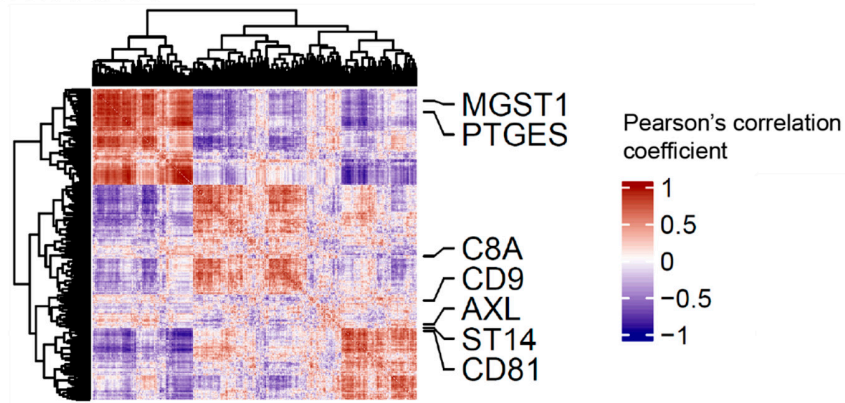 MGST1
PTGES
C8A
CD9
AXL
ST14
CD81
Pearson's correlation
coefficient
1
0.5
0
−0.5
−1